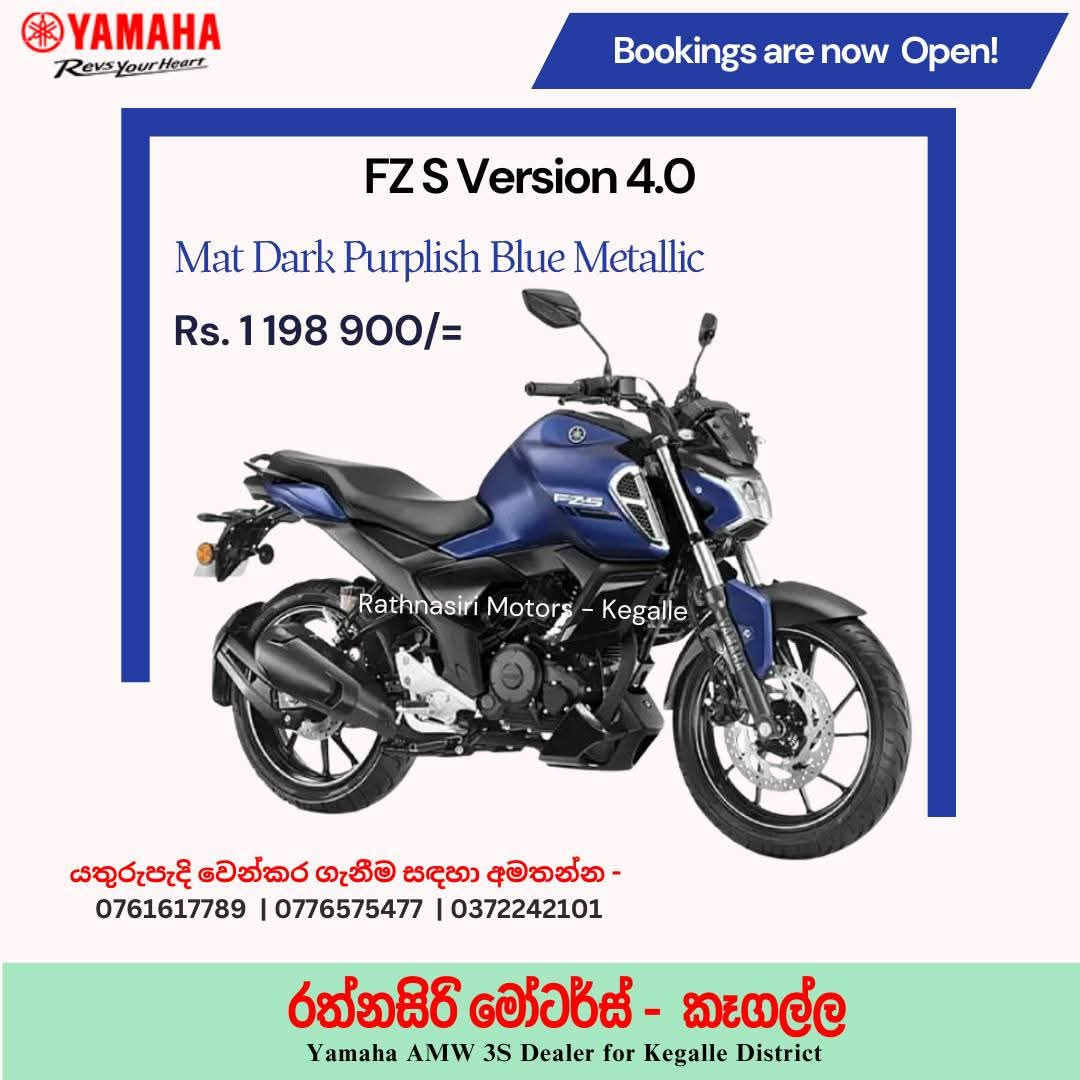 YAMAHA
Revs Your Heart
Bookings are now Open!
FZ S Version 4.0
Mat Dark Purplish Blue Metallic
Rs. 1 198 900/=
FZS
Rathnasiri Motors - Kegalle
YAMAHA
යතුරුපැදි වෙන්කර ගැනීම සඳහා අමතන්න -
0761617789 | 0776575477 | 0372242101
රත්නසිරි මෝටර්ස් - කෑගල්ල
Yamaha AMW 3S Dealer for Kegalle District